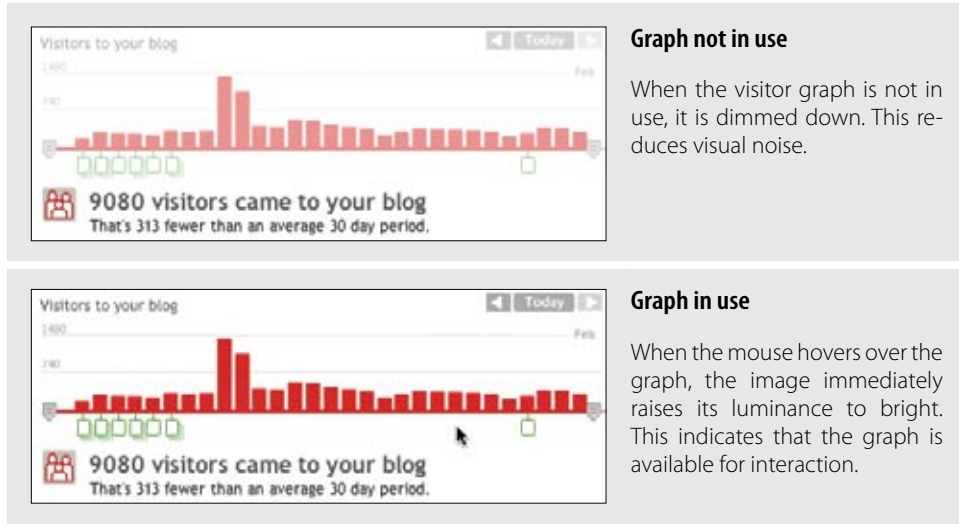 Visitors to your blog
Today
1480
Feb
740
9080 visitors came to your blog
That's 313 fewer than an average 30 day period.
Graph not in use
When the visitor graph is not in
use, it is dimmed down. This re-
duces visual noise.
Visitors to your blog
Today
1480
Feb
740
9080 visitors came to your blog
That's 313 fewer than an average 30 day period.
Graph in use
When the mouse hovers over the
graph, the image immediately
raises its luminance to bright.
This indicates that the graph is
available for interaction.